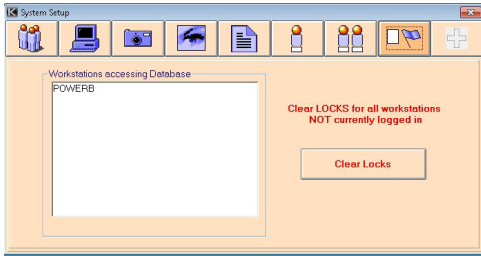 System Setup
Workstations accessing Database
POWERB
Clear LOCKS for all workstations
NOT currently logged in
Clear Locks